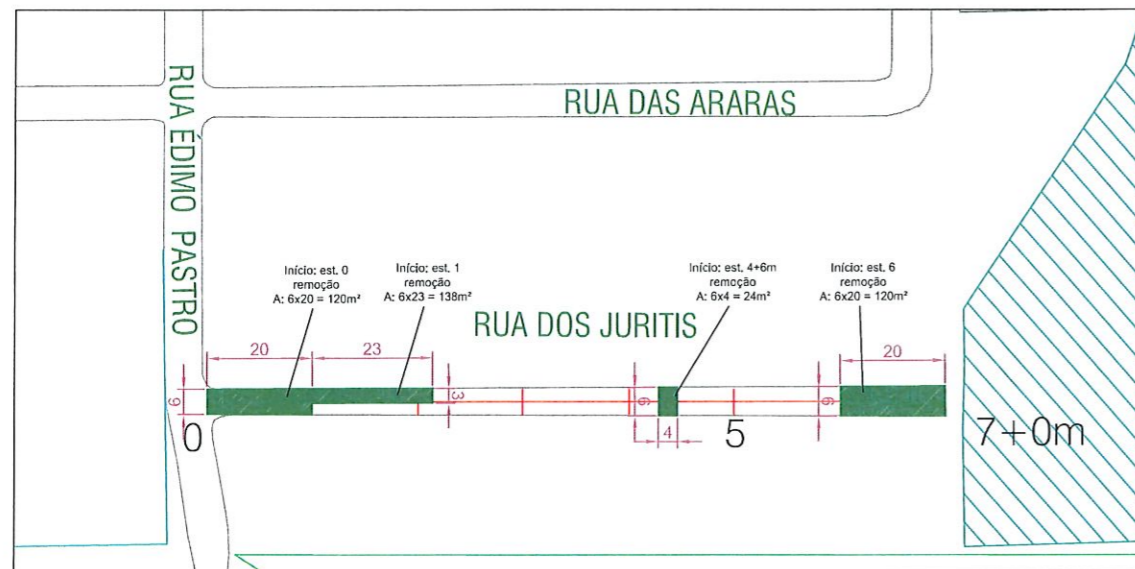 RUA DAS ARARAS
RUA ÉDIMO PASTRO
Início: est. 0
remoção
A: 6x20 = 120m²
Início: est. 1
remoção
A: 6x23 = 138m²
Início: est. 4+6m
remoção
A: 6x4 = 24m²
Início: est. 6
remoção
A: 6x20 = 120m²
RUA DOS JURITIS
20
23
20
6
3
6
6
4
0
5
7+0m